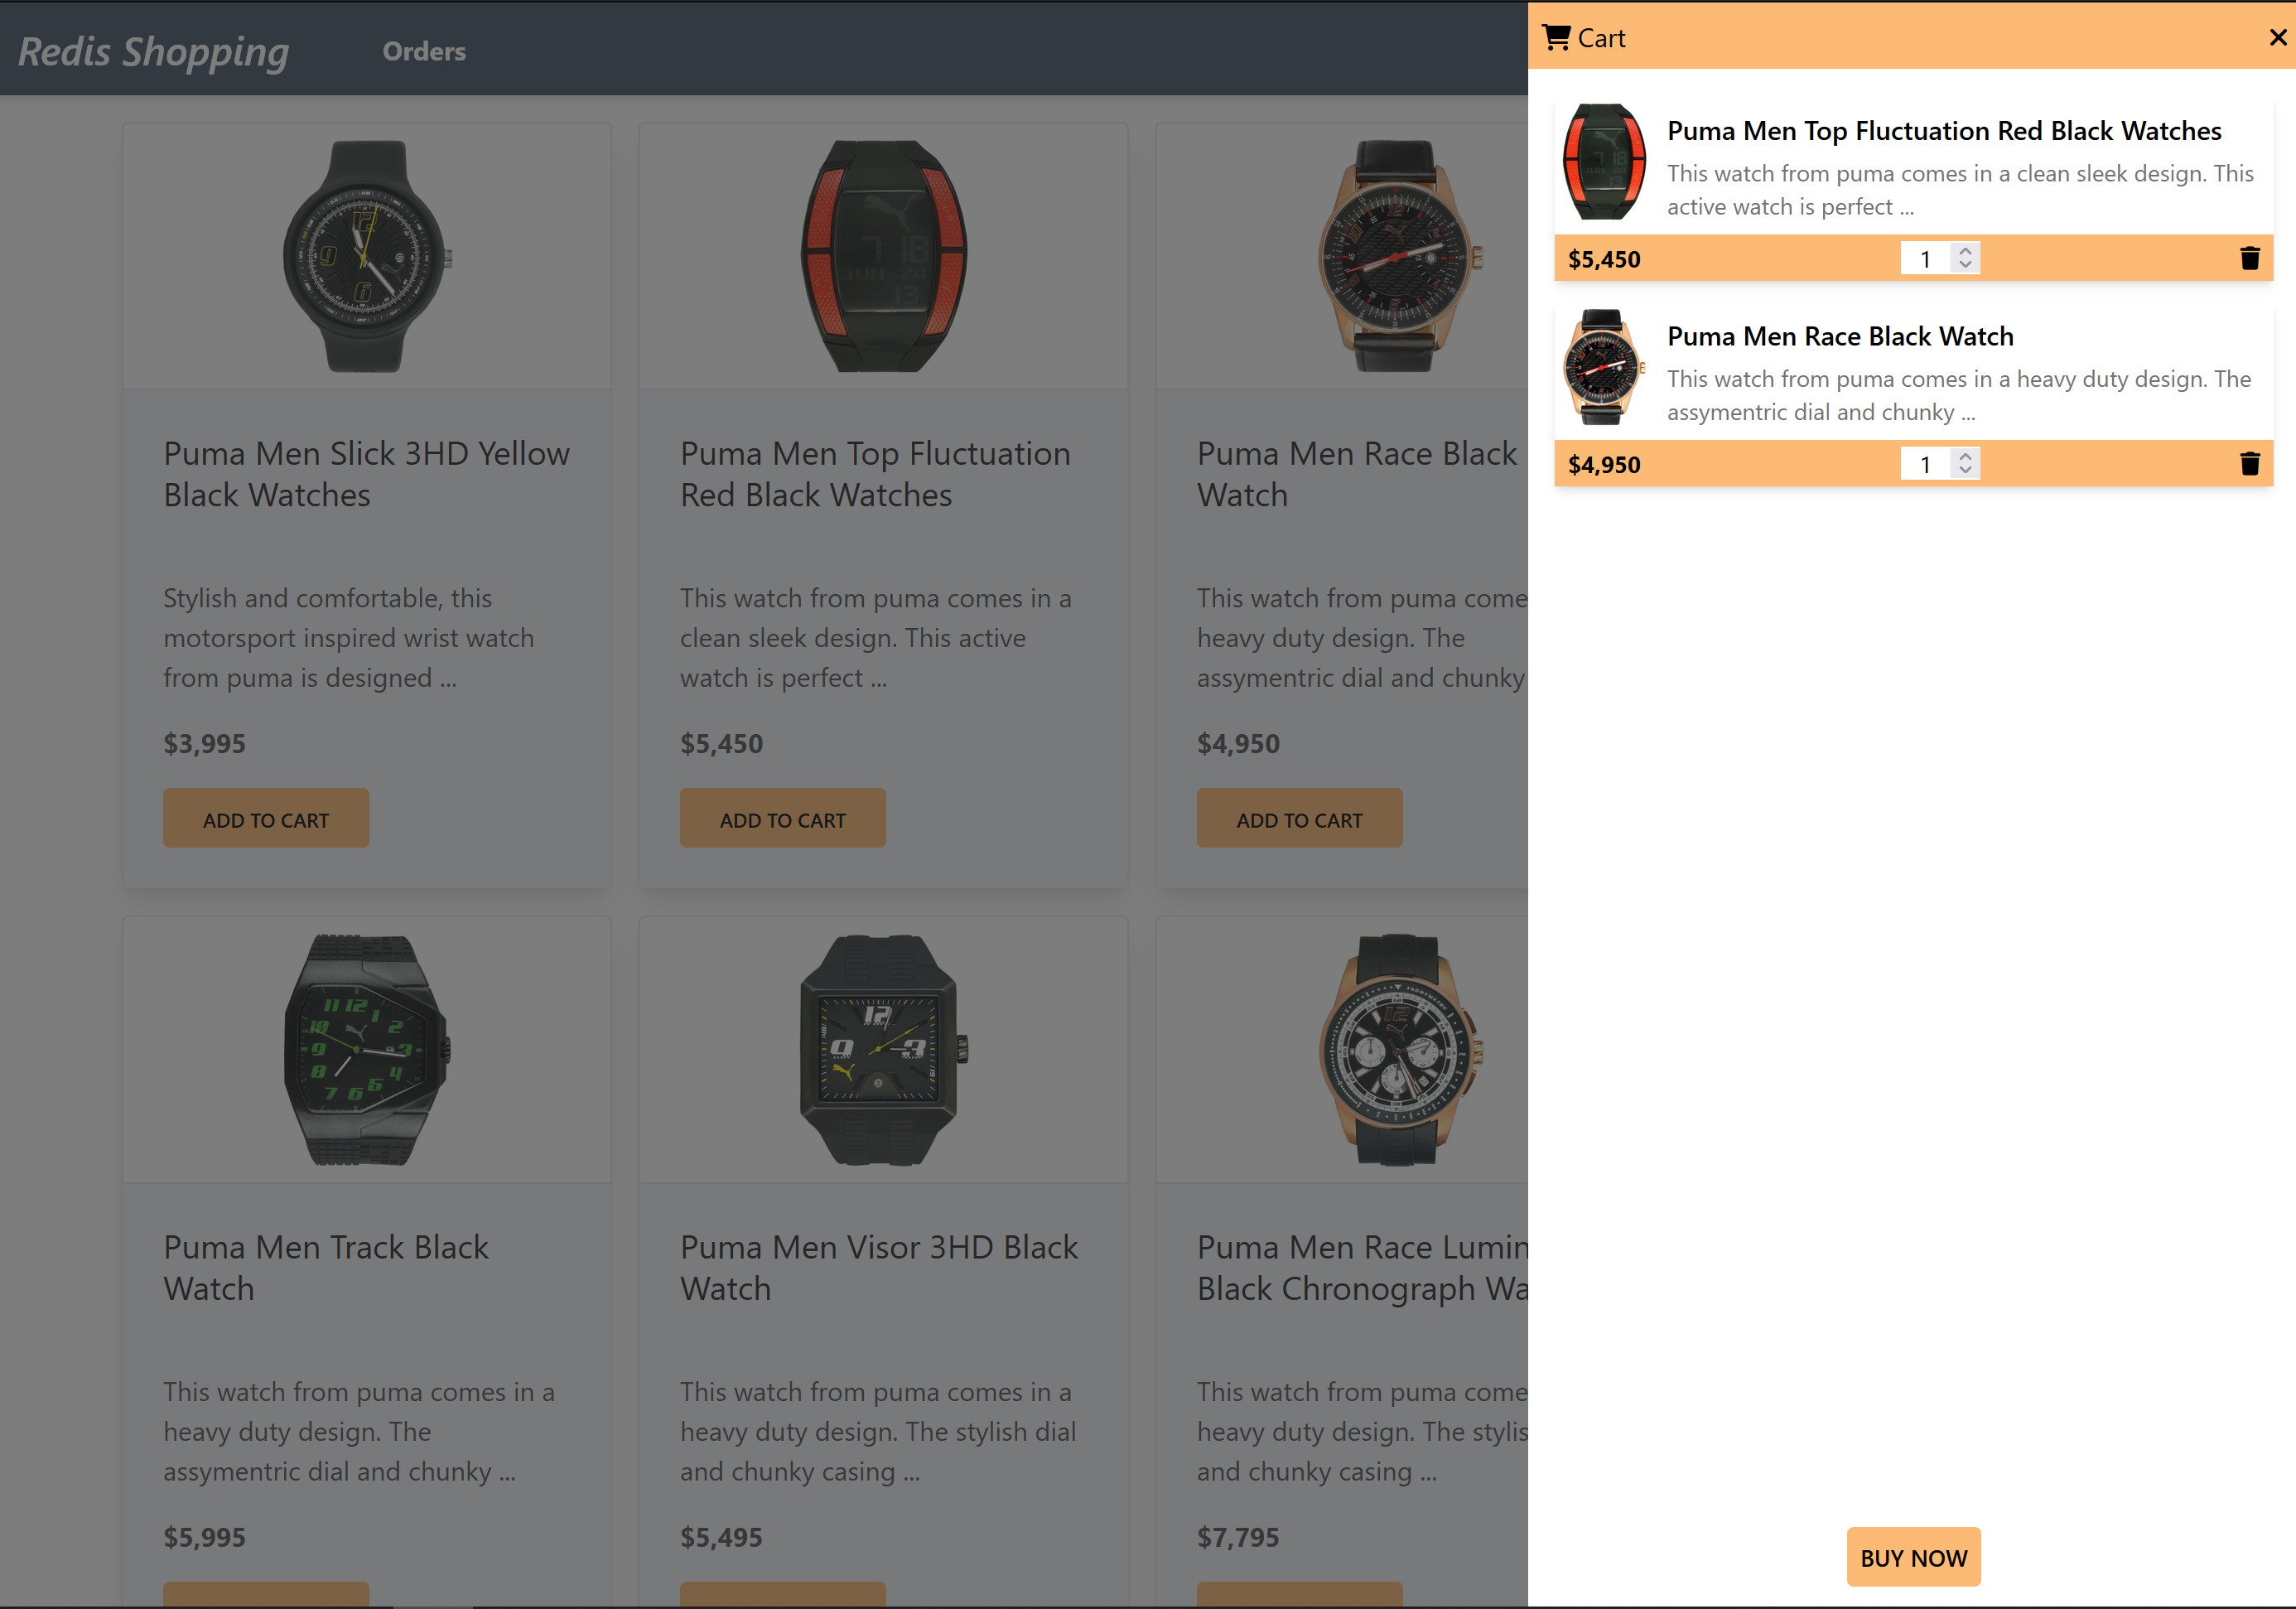 Redis Shopping
Orders
Puma Men Slick 3HD Yellow
Black Watches
Stylish and comfortable, this
motorsport inspired wrist watch
from puma is designed ...
$3,995
ADD TO CART
Puma Men Top Fluctuation
Red Black Watches
This watch from puma comes in a
clean sleek design. This active
watch is perfect ...
$5,450
ADD TO CART
Puma Men Race Black
Watch
This watch from puma come
heavy duty design. The
assymentric dial and chunky
$4,950
ADD TO CART
Puma Men Track Black
Watch
This watch from puma comes in a
heavy duty design. The
assymentric dial and chunky ...
$5,995
Puma Men Visor 3HD Black
Watch
This watch from puma comes in a
heavy duty design. The stylish dial
and chunky casing ...
$5,495
Puma Men Race Lumin
Black Chronograph Wa
This watch from puma come
heavy duty design. The stylis
and chunky casing ...
$7,795
Cart
Puma Men Top Fluctuation Red Black Watches
This watch from puma comes in a clean sleek design. This
active watch is perfect ...
$5,450
1
Puma Men Race Black Watch
This watch from puma comes in a heavy duty design. The
assymentric dial and chunky ...
$4,950
1
BUY NOW